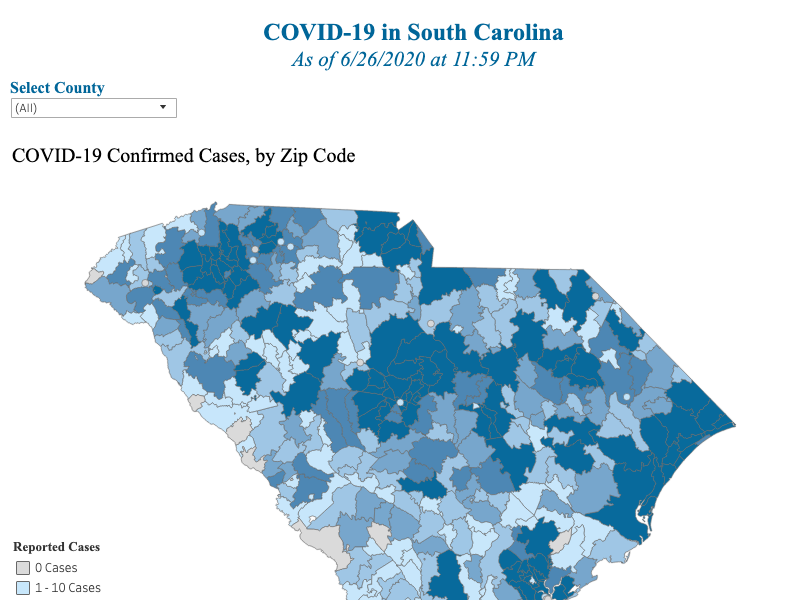 COVID-19 in South Carolina
As of 6/26/2020 at 11:59 PM
Select County
(All)
COVID-19 Confirmed Cases, by Zip Code
Reported Cases
0 Cases
1 - 10 Cases